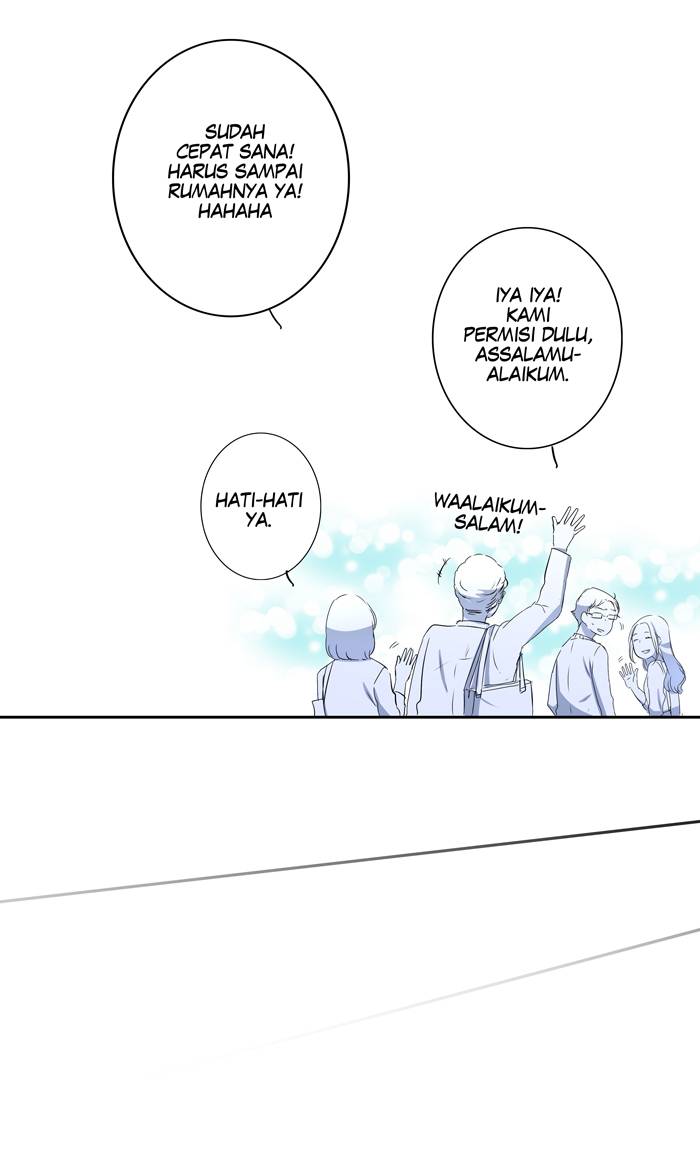 SUDAH
CEPAT SANA!
HARUS SAMPAI
RUMAHNYA YA!
HAHAHA
IYA IYA!
KAMI
PERMISI DULU,
ASSALAMU-
ALAIKUM.
HATI-HATI
YA.
WAALAIKUM-
SALAM!